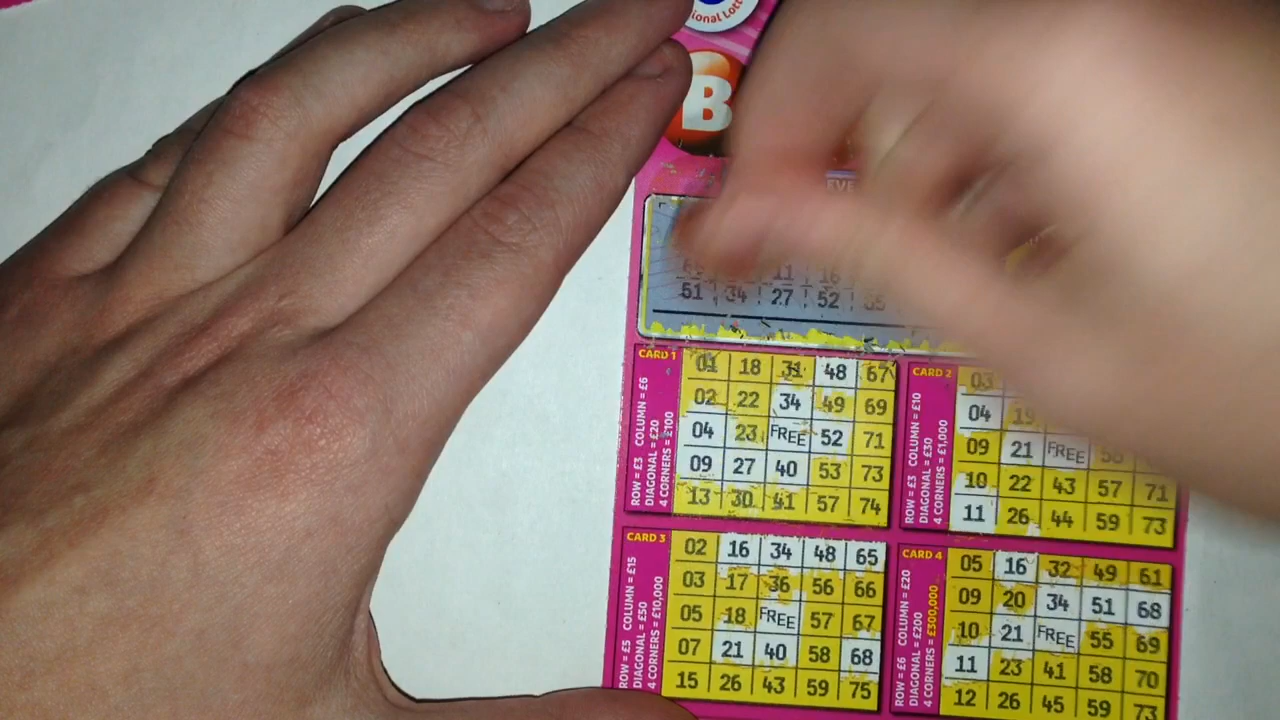 ional Lott
B
EVE
11 16
51 34 27 52
CARD 1
ROW = £3 COLUMN = £6
DIAGONAL = £20
4 CORNERS = £100
01 18 31 48 67
02 22 34 49 69
04 23 FREE 52 71
09 27 40 53 73
13 30 41 57 74
CARD 2
ROW = £3 COLUMN = £10
DIAGONAL = £30
4 CORNERS = £1,000
03
04 19
09 21 FREE
10 22 43 57 71
11 26 44 59 73
CARD 3
ROW = £5 COLUMN = £15
DIAGONAL = £50
4 CORNERS = £10,000
02 16 34 48 65
03 17 36 56 66
05 18 FREE 57 67
07 21 40 58 68
15 26 43 59 75
CARD 4
ROW = £6 COLUMN = £20
DIAGONAL = £200
4 CORNERS = £300,000
05 16 32 49 61
09 20 34 51 68
10 21 FREE 55 69
11 23 41 58 70
12 26 45 59 73